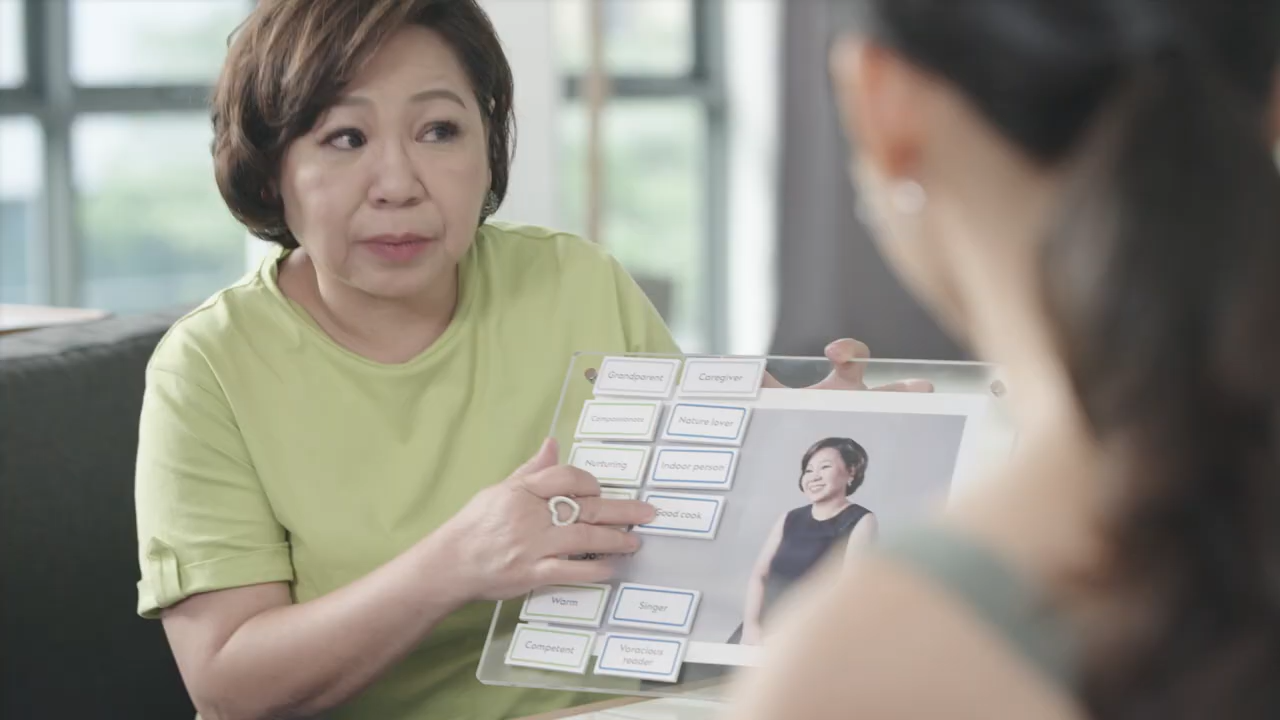 Grandparent
Caregiver
Compassionate
Nature lover
Nurturing
Indoor person
Good cook
Warm
Singer
Competent
Voracious
reader